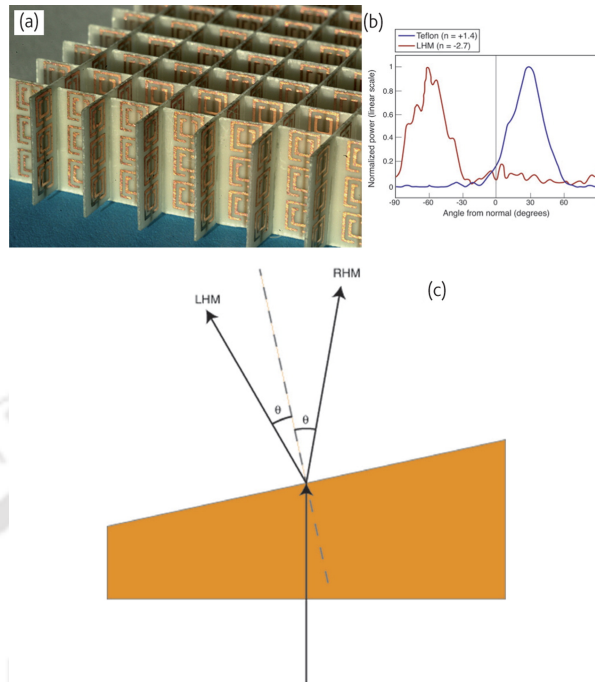 (a)
(b)
Teflon (n = +1.4)
LHM (n = -2.7)
Normalized power (linear scale)
1
0.8
0.6
0.4
0.2
0
-90
-60
-30
0
30
60
Angle from normal (degrees)
(c)
LHM
RHM
θ
θ